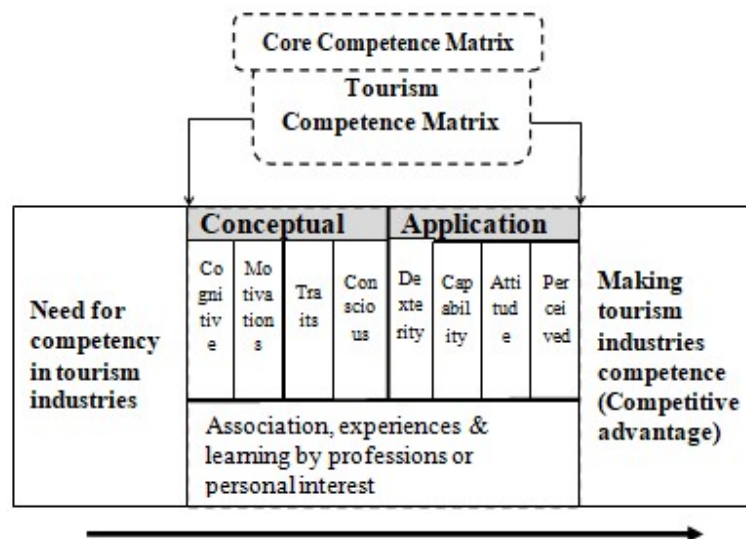 Core Competence Matrix
Tourism
Competence Matrix
Conceptual
Application
Need for
competency
in tourism
industries
Co
gni
tiv
e
Mo
tiva
tion
s
Tra
its
Con
scio
us
De
xte
rity
Cap
abil
ity
Atti
tud
e
Per
cei
ved
Association, experiences &
learning by professions or
personal interest
Making
tourism
industries
competence
(Competitive
advantage)